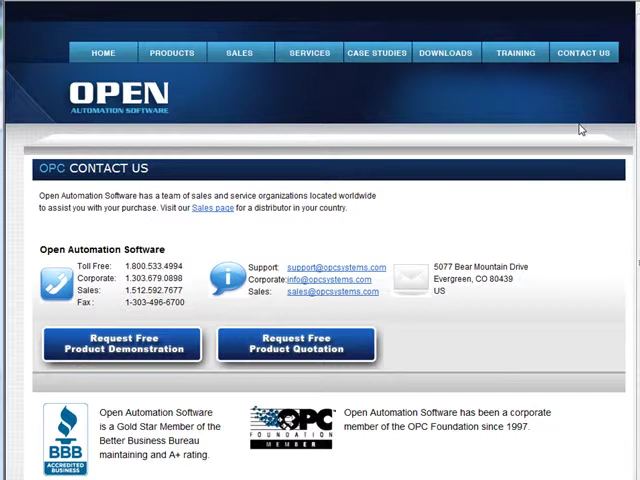 HOME PRODUCTS SALES SERVICES CASE STUDIES DOWNLOADS TRAINING CONTACT US
OPEN
AUTOMATION SOFTWARE
OPC CONTACT US
Open Automation Software has a team of sales and service organizations located worldwide
to assist you with your purchase. Visit our Sales page for a distributor in your country.
Open Automation Software
Toll Free: 1.800.533.4994
Corporate: 1.303.679.0898
Sales: 1.512.592.7677
Fax : 1-303-496-6700
Support: support@opcsystems.com
Corporate:info@opcsystems.com
Sales: sales@opcsystems.com
5077 Bear Mountain Drive
Evergreen, CO 80439
US
Request Free
Product Demonstration
Request Free
Product Quotation
BBB
ACCREDITED
BUSINESS
Open Automation Software
is a Gold Star Member of the
Better Business Bureau
maintaining and A+ rating.
OPC
FOUNDATION
MEMBER
Open Automation Software has been a corporate
member of the OPC Foundation since 1997.